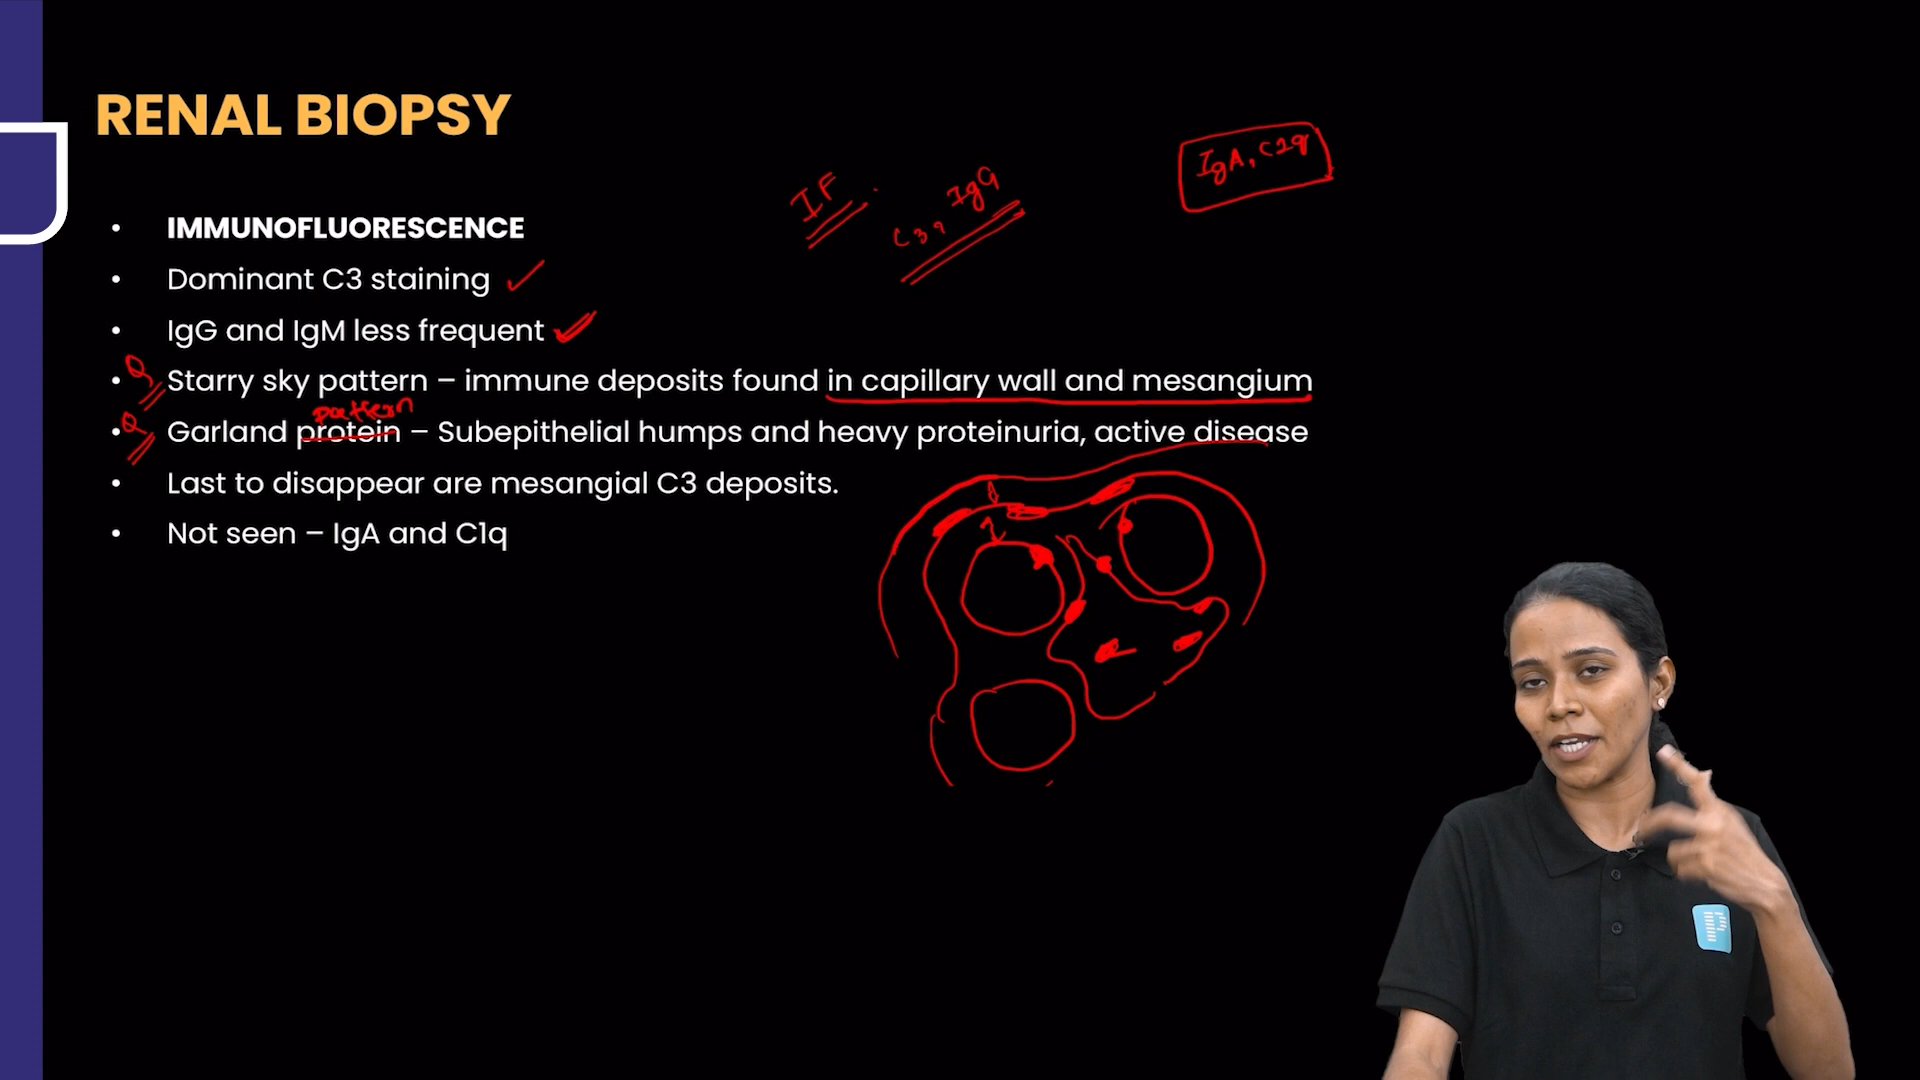 RENAL BIOPSY
IgA, C1q
IF
C3, IgG
• IMMUNOFLUORESCENCE
• Dominant C3 staining
• IgG and IgM less frequent
• Q Starry sky pattern – immune deposits found in capillary wall and mesangium
pattern
• Q Garland protein – Subepithelial humps and heavy proteinuria, active disease
• Last to disappear are mesangial C3 deposits.
• Not seen – IgA and C1q